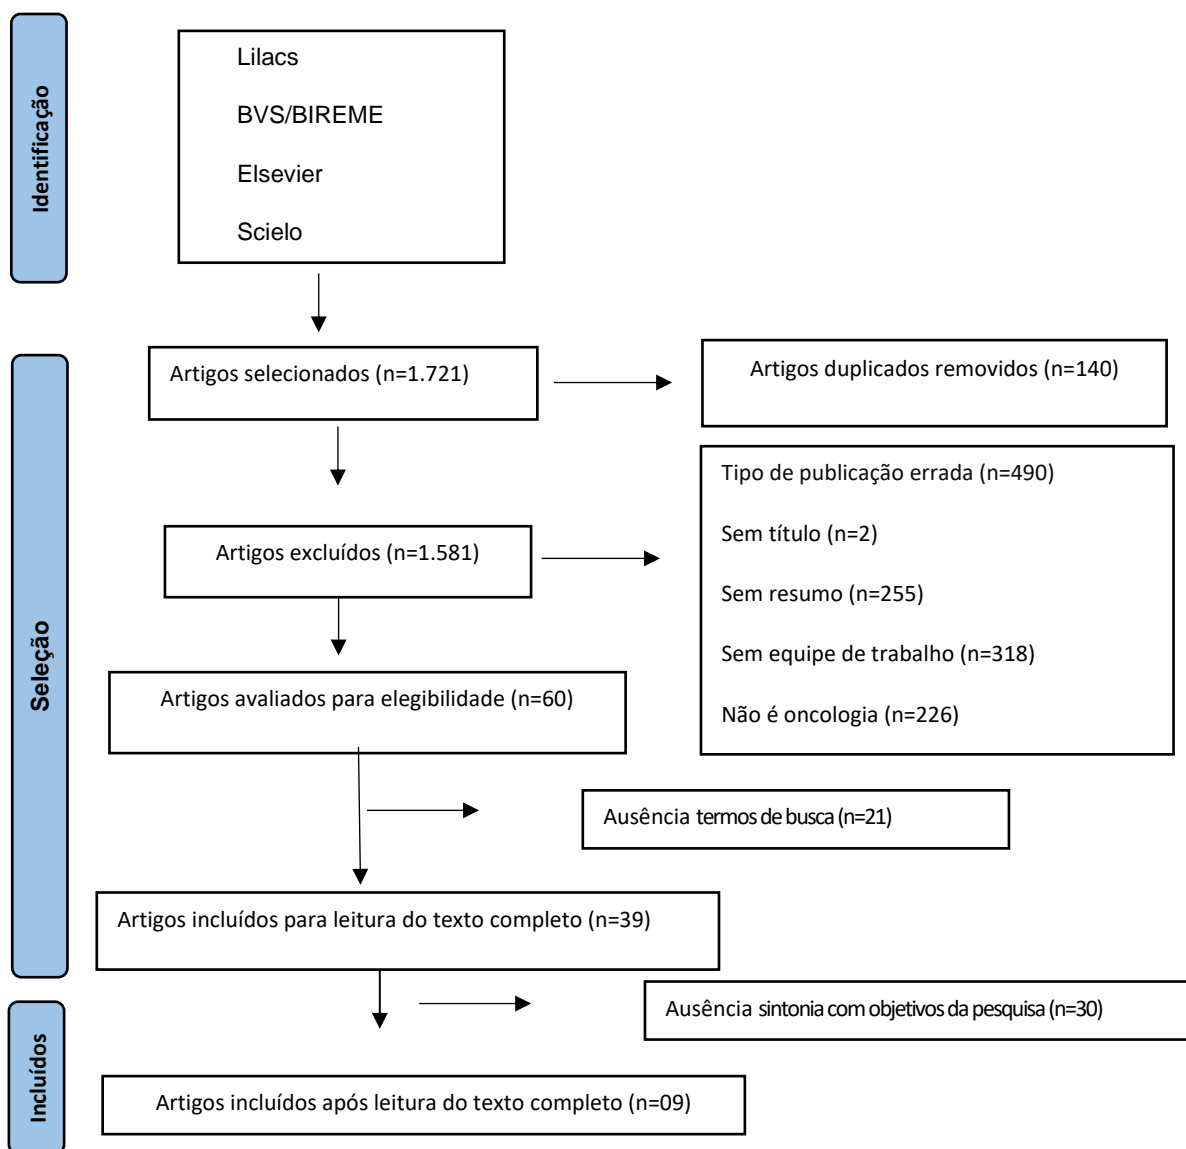 Identificação
Lilacs
BVS/BIREME
Elsevier
Scielo
Seleção
Artigos selecionados (n=1.721)
Artigos duplicados removidos (n=140)
Artigos excluídos (n=1.581)
Tipo de publicação errada (n=490)
Sem título (n=2)
Sem resumo (n=255)
Sem equipe de trabalho (n=318)
Não é oncologia (n=226)
Artigos avaliados para elegibilidade (n=60)
Ausência termos de busca (n=21)
Artigos incluídos para leitura do texto completo (n=39)
Ausência sintonia com objetivos da pesquisa (n=30)
Incluídos
Artigos incluídos após leitura do texto completo (n=09)